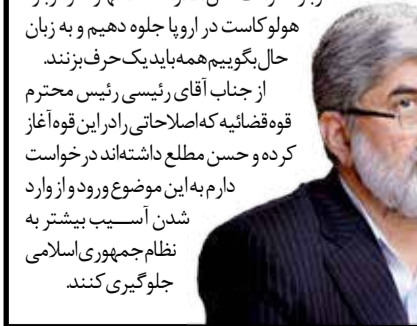 هولوکاست در اروپا جلوه دهیم و به زبان
حال بگوییم همه باید یک حرف بزنند.
از جناب آقای رئیسی رئیس محترم
قوه قضائیه که اصلاحاتی را در این قوه آغاز
کرده و حسن مطلع داشته‌اند درخواست
دارم به این موضوع ورود و از وارد
شدن آسیب بیشتر به
نظام جمهوری اسلامی
جلوگیری کنند.